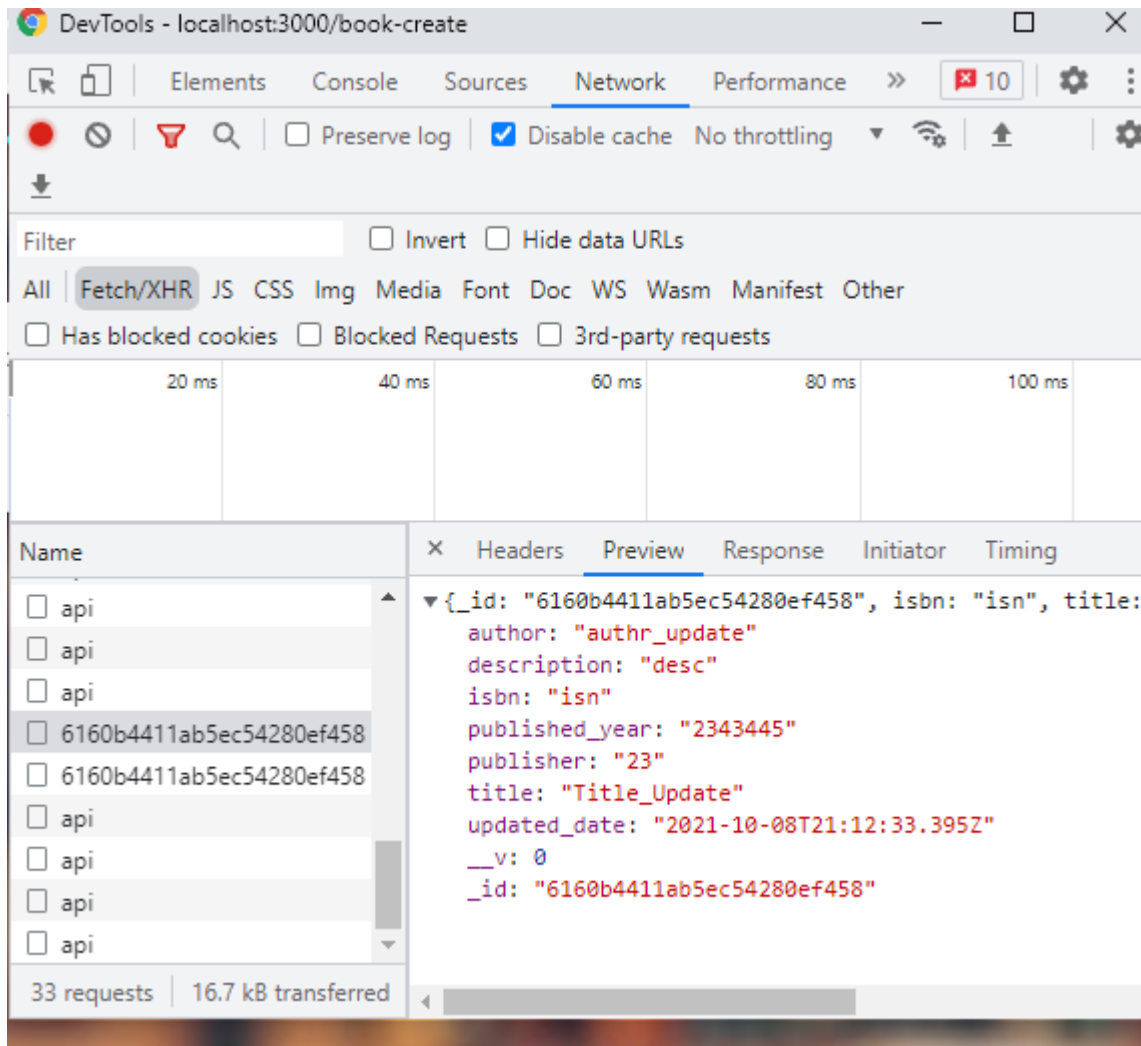 DevTools - localhost:3000/book-create
Elements Console Sources Network Performance » 10
Preserve log Disable cache No throttling
Filter Invert Hide data URLs
All Fetch/XHR JS CSS Img Media Font Doc WS Wasm Manifest Other
Has blocked cookies Blocked Requests 3rd-party requests
20 ms 40 ms 60 ms 80 ms 100 ms
Name
api
api
api
6160b4411ab5ec54280ef458
6160b4411ab5ec54280ef458
api
api
api
api
33 requests 16.7 kB transferred
× Headers Preview Response Initiator Timing
▼{_id: "6160b4411ab5ec54280ef458", isbn: "isn", title:
author: "authr_update"
description: "desc"
isbn: "isn"
published_year: "2343445"
publisher: "23"
title: "Title_Update"
updated_date: "2021-10-08T21:12:33.395Z"
__v: 0
_id: "6160b4411ab5ec54280ef458"